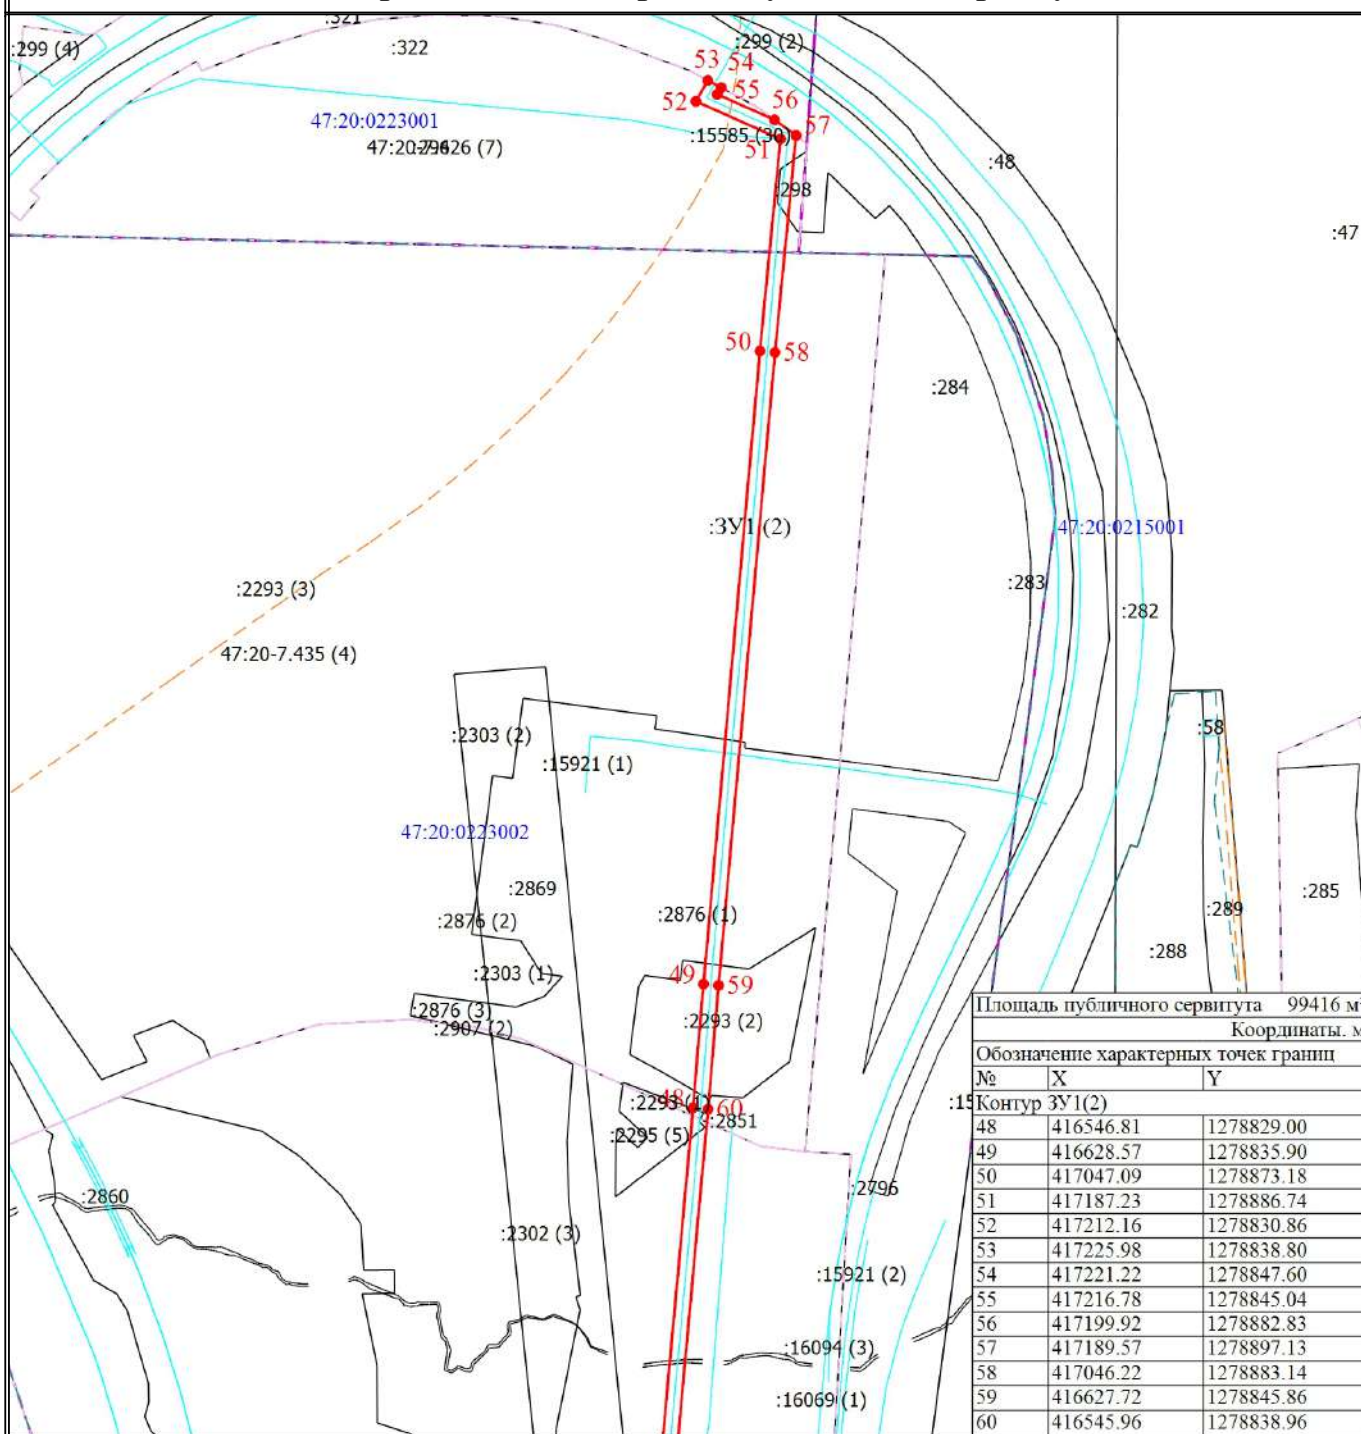 :322
:299 (4)
:299 (2)
53
54
52
55
56
57
47:20:0223001
:15585 (30)
51
:48
:298
:47
50
58
:284
:ЗУ1 (2)
47:20:0215001
:283
:2293 (3)
:282
47:20-7.435 (4)
:2303 (2)
:58
:15921 (1)
47:20:0223002
:2869
:285
:2876 (1)
:289
:2876 (2)
:288
:2303 (1)
49
59
:2876 (3)
:2293 (2)
:2907 (2)
:2293 (1)
48
60
:2851
:2295 (5)
:2860
:2796
:2302 (3)
:15921 (2)
:16094 (3)
:16069 (1)
Площадь публичного сервитута 99416 м
Координаты. м
Обозначение характерных точек границ
№ X Y
Контур ЗУ1(2)
48 416546.81 1278829.00
49 416628.57 1278835.90
50 417047.09 1278873.18
51 417187.23 1278886.74
52 417212.16 1278830.86
53 417225.98 1278838.80
54 417221.22 1278847.60
55 417216.78 1278845.04
56 417199.92 1278882.83
57 417189.57 1278897.13
58 417046.22 1278883.14
59 416627.72 1278845.86
60 416545.96 1278838.96